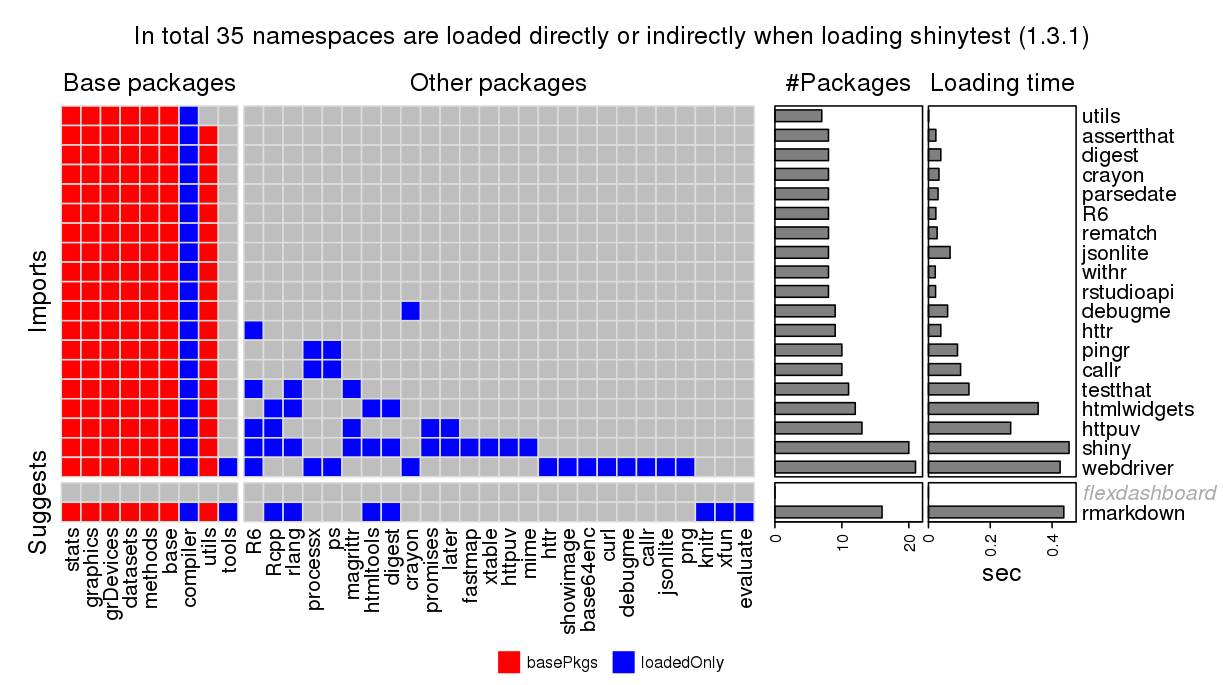 In total 35 namespaces are loaded directly or indirectly when loading shinytest (1.3.1)
Base packages
Other packages
#Packages
Loading time
Imports
Suggests
utils
assertthat
digest
crayon
parsedate
R6
rematch
jsonlite
withr
rstudioapi
debugme
httr
pingr
callr
testthat
htmlwidgets
httpuv
shiny
webdriver
flexdashboard
rmarkdown
stats
graphics
grDevices
datasets
methods
base
compiler
utils
tools
R6
Rcpp
rlang
processx
ps
magrittr
htmltools
digest
crayon
promises
later
fastmap
xtable
httpuv
mime
httr
showimage
base64enc
curl
debugme
callr
jsonlite
png
knitr
xfun
evaluate
0
10
20
0
0.2
0.4
sec
basePkgs
loadedOnly